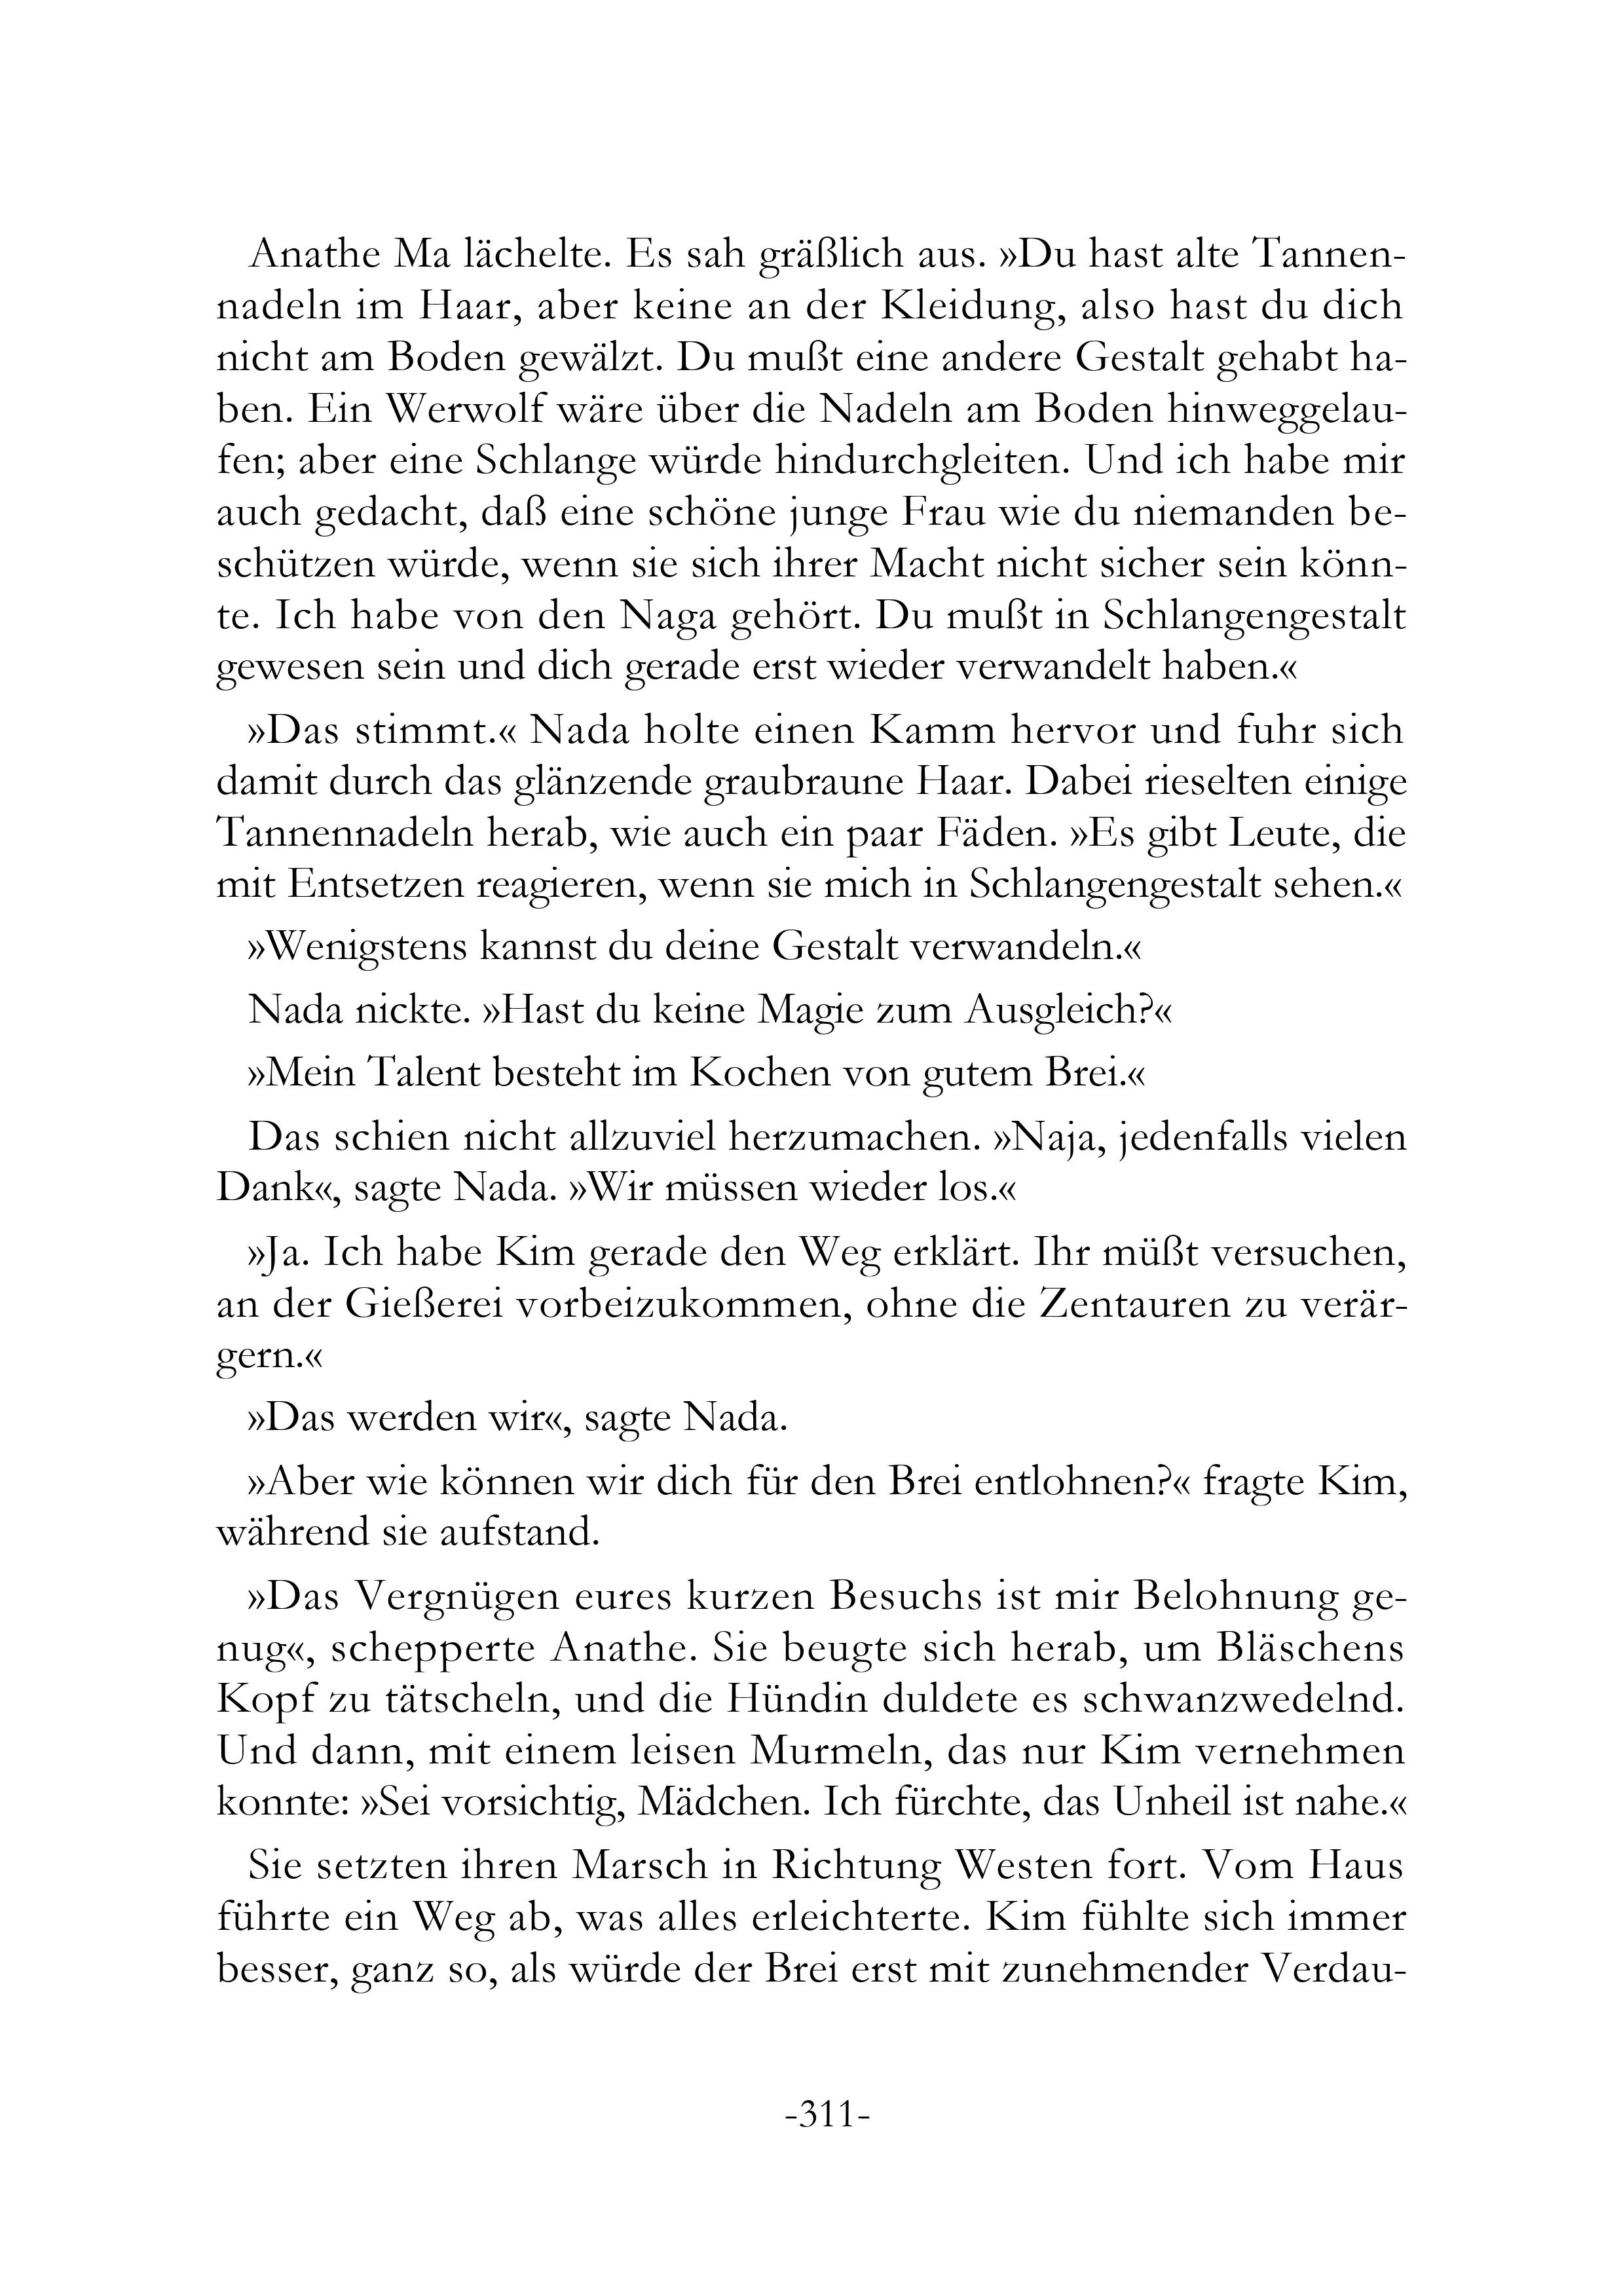 Anathe Ma lächelte. Es sah gräßlich aus. »Du hast alte Tannen-
nadeln im Haar, aber keine an der Kleidung, also hast du dich
nicht am Boden gewälzt. Du mußt eine andere Gestalt gehabt ha-
ben. Ein Werwolf wäre über die Nadeln am Boden hinweggelau-
fen; aber eine Schlange würde hindurchgleiten. Und ich habe mir
auch gedacht, daß eine schöne junge Frau wie du niemanden be-
schützen würde, wenn sie sich ihrer Macht nicht sicher sein könn-
te. Ich habe von den Naga gehört. Du mußt in Schlangengestalt
gewesen sein und dich gerade erst wieder verwandelt haben.«
»Das stimmt.« Nada holte einen Kamm hervor und fuhr sich
damit durch das glänzende graubraune Haar. Dabei rieselten einige
Tannennadeln herab, wie auch ein paar Fäden. »Es gibt Leute, die
mit Entsetzen reagieren, wenn sie mich in Schlangengestalt sehen.«
»Wenigstens kannst du deine Gestalt verwandeln.«
Nada nickte. »Hast du keine Magie zum Ausgleich?«
»Mein Talent besteht im Kochen von gutem Brei.«
Das schien nicht allzuviel herzumachen. »Naja, jedenfalls vielen
Dank«, sagte Nada. »Wir müssen wieder los.«
»Ja. Ich habe Kim gerade den Weg erklärt. Ihr müßt versuchen,
an der Gießerei vorbeizukommen, ohne die Zentauren zu verär-
gern.«
»Das werden wir«, sagte Nada.
»Aber wie können wir dich für den Brei entlohnen?« fragte Kim,
während sie aufstand.
»Das Vergnügen eures kurzen Besuchs ist mir Belohnung ge-
nug«, schepperte Anathe. Sie beugte sich herab, um Bläschens
Kopf zu tätscheln, und die Hündin duldete es schwanzwedelnd.
Und dann, mit einem leisen Murmeln, das nur Kim vernehmen
konnte: »Sei vorsichtig, Mädchen. Ich fürchte, das Unheil ist nahe.«
Sie setzten ihren Marsch in Richtung Westen fort. Vom Haus
führte ein Weg ab, was alles erleichterte. Kim fühlte sich immer
besser, ganz so, als würde der Brei erst mit zunehmender Verdau-
-311-